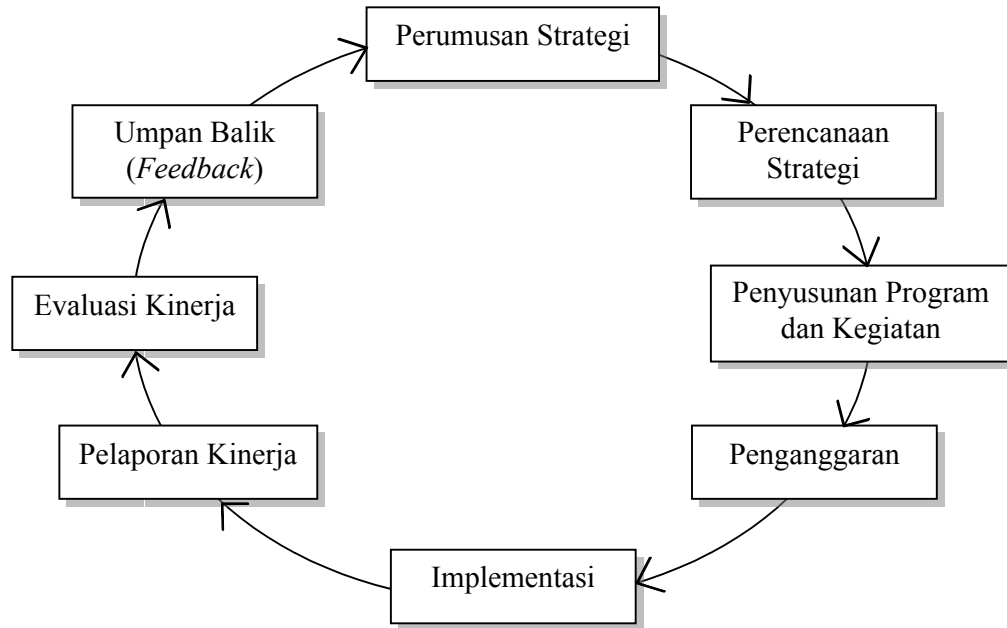 Perumusan Strategi
Perencanaan
Strategi
Penyusunan Program
dan Kegiatan
Penganggaran
Implementasi
Pelaporan Kinerja
Evaluasi Kinerja
Umpan Balik
(Feedback)